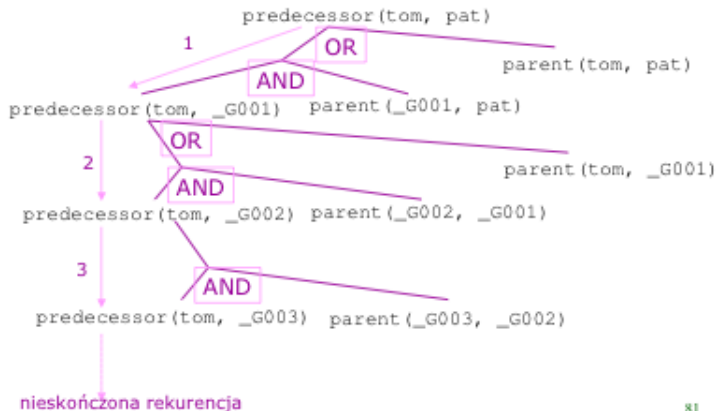 predecessor(tom, pat)
1
OR
parent(tom, pat)
AND
predecessor(tom, _G001) parent(_G001, pat)
OR
2
parent(tom, _G001)
AND
predecessor(tom, _G002) parent(_G002, _G001)
3
AND
predecessor(tom, _G003) parent(_G003, _G002)
nieskończona rekurencja
81